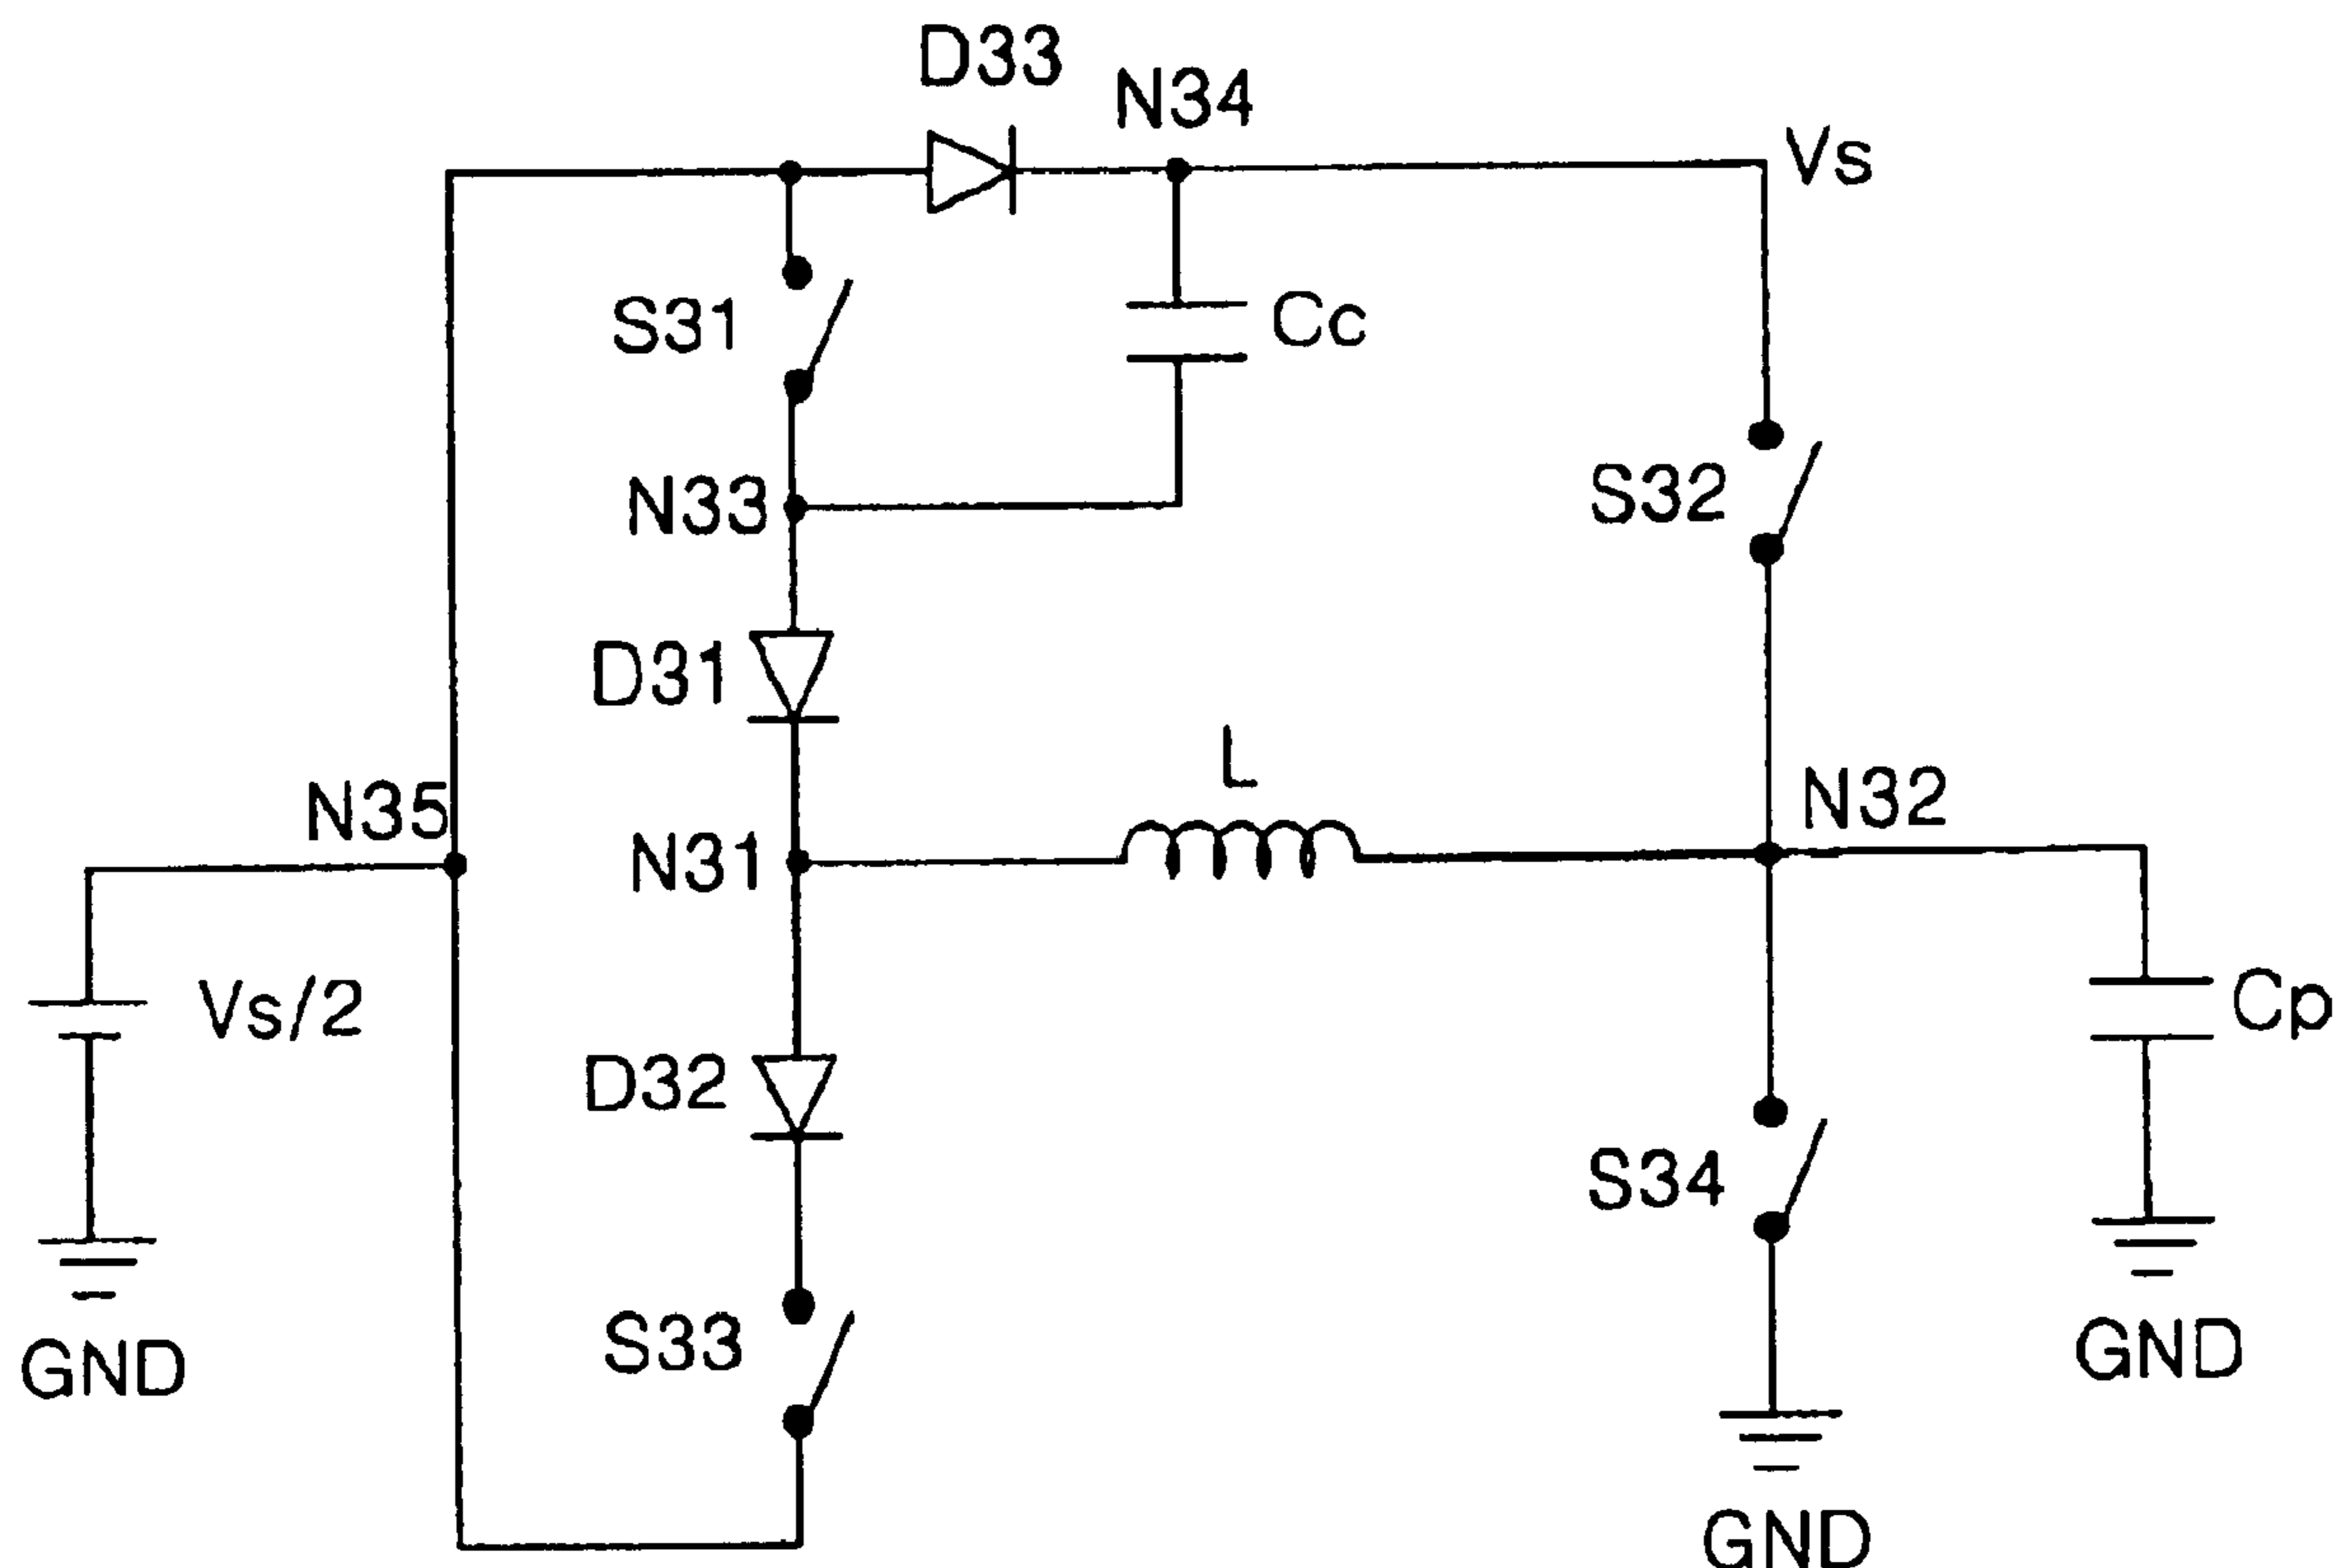 D33
N34
Vs
S31
Cc
S32
N33
D31
L
N35
N32
N31
Vs/2
Cp
D32
S34
S33
GND
GND
GND